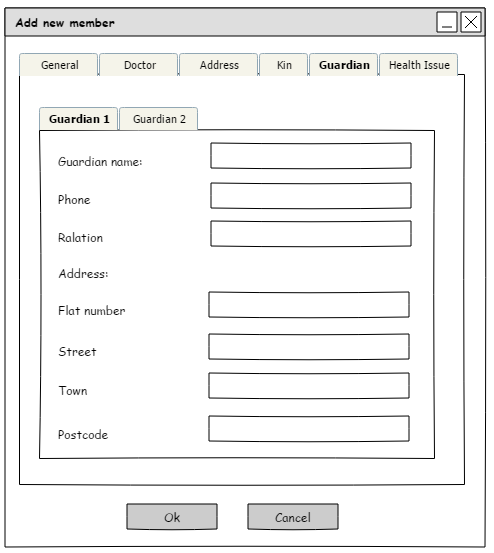 Add new member
General Doctor Address Kin Guardian Health Issue
Guardian 1 Guardian 2
Guardian name:
Phone
Ralation
Address:
Flat number
Street
Town
Postcode
Ok Cancel